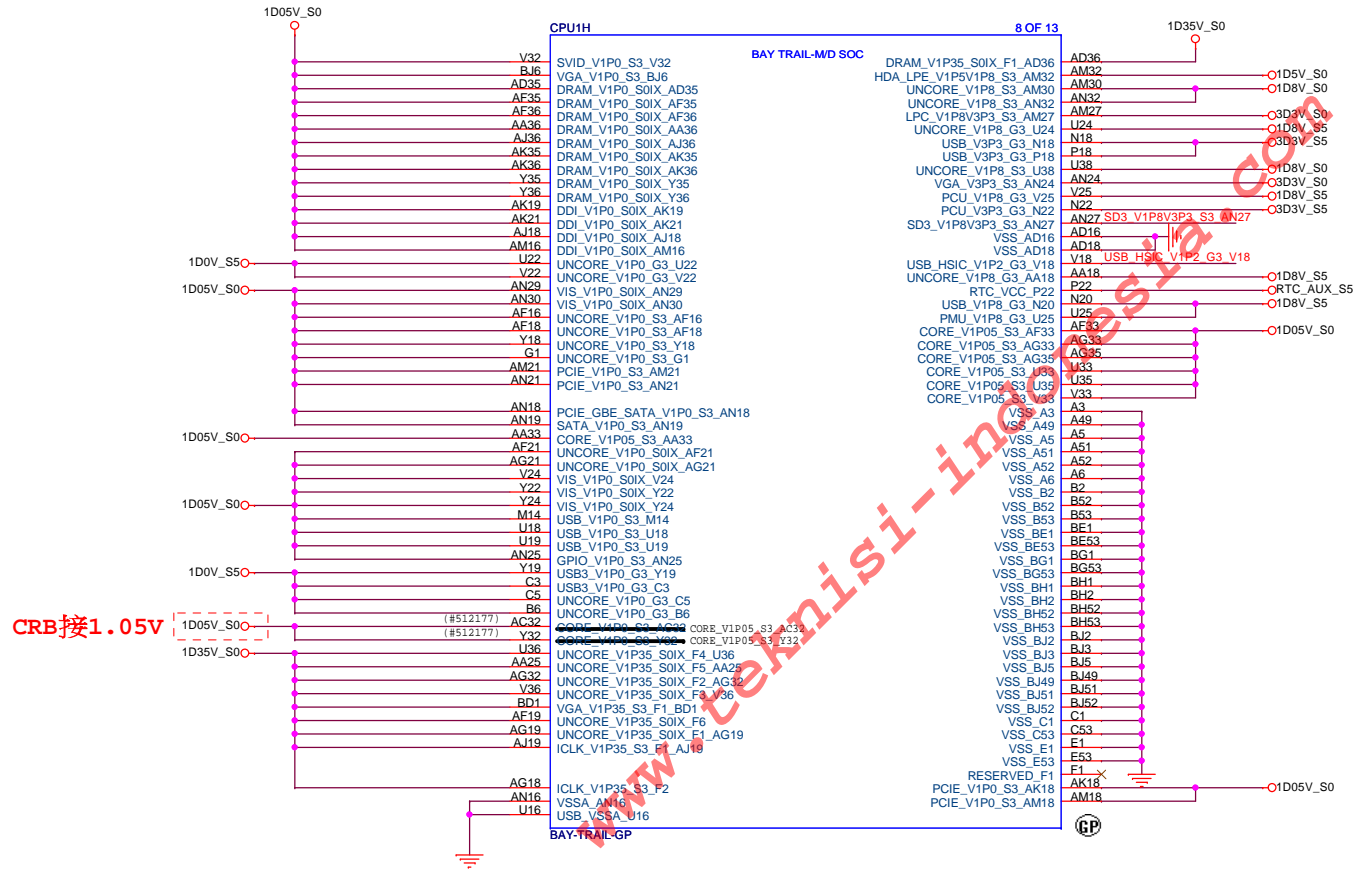 1D05V_S0
1D35V_S0
CPU1H
8 OF 13
BAY TRAIL-M/D SOC
V32 SVID_V1P0_S3_V32
BJ6 VGA_V1P0_S3_BJ6
AD35 DRAM_V1P0_S0IX_AD35
AF35 DRAM_V1P0_S0IX_AF35
AF36 DRAM_V1P0_S0IX_AF36
AA36 DRAM_V1P0_S0IX_AA36
AJ36 DRAM_V1P0_S0IX_AJ36
AK35 DRAM_V1P0_S0IX_AK35
AK36 DRAM_V1P0_S0IX_AK36
Y35 DRAM_V1P0_S0IX_Y35
Y36 DRAM_V1P0_S0IX_Y36
AK19 DDI_V1P0_S0IX_AK19
AK21 DDI_V1P0_S0IX_AK21
AJ18 DDI_V1P0_S0IX_AJ18
AM16 DDI_V1P0_S0IX_AM16
1D0V_S5 U22 UNCORE_V1P0_G3_U22
V22 UNCORE_V1P0_G3_V22
1D05V_S0 AN29 VIS_V1P0_S0IX_AN29
AN30 VIS_V1P0_S0IX_AN30
AF16 UNCORE_V1P0_S3_AF16
AF18 UNCORE_V1P0_S3_AF18
Y18 UNCORE_V1P0_S3_Y18
G1 UNCORE_V1P0_S3_G1
AM21 PCIE_V1P0_S3_AM21
AN21 PCIE_V1P0_S3_AN21
AN18 PCIE_GBE_SATA_V1P0_S3_AN18
AN19 SATA_V1P0_S3_AN19
1D05V_S0 AA33 CORE_V1P05_S3_AA33
AF21 UNCORE_V1P0_S0IX_AF21
AG21 UNCORE_V1P0_S0IX_AG21
V24 VIS_V1P0_S0IX_V24
Y22 VIS_V1P0_S0IX_Y22
1D05V_S0 Y24 VIS_V1P0_S0IX_Y24
M14 USB_V1P0_S3_M14
U18 USB_V1P0_S3_U18
U19 USB_V1P0_S3_U19
AN25 GPIO_V1P0_S3_AN25
1D0V_S5 Y19 USB3_V1P0_G3_Y19
C3 USB3_V1P0_G3_C3
C5 UNCORE_V1P0_G3_C5
B6 UNCORE_V1P0_G3_B6
CRB接1.05V 1D05V_S0 (#512177) AC32 CORE_V1P0_S3_AC32 CORE_V1P05_S3_AC32
(#512177) Y32 CORE_V1P0_S3_Y32 CORE_V1P05_S3_Y32
1D35V_S0 U36 UNCORE_V1P35_S0IX_F4_U36
AA25 UNCORE_V1P35_S0IX_F5_AA25
AG32 UNCORE_V1P35_S0IX_F2_AG32
V36 UNCORE_V1P35_S0IX_F3_V36
BD1 VGA_V1P35_S3_F1_BD1
AF19 UNCORE_V1P35_S0IX_F6
AG19 UNCORE_V1P35_S0IX_F1_AG19
AJ19 ICLK_V1P35_S3_F1_AJ19
AG18 ICLK_V1P35_S3_F2
AN16 VSSA_AN16
U16 USB_VSSA_U16
DRAM_V1P35_S0IX_F1_AD36 AD36
HDA_LPE_V1P5V1P8_S3_AM32 AM32 1D5V_S0
UNCORE_V1P8_S3_AM30 AM30 1D8V_S0
UNCORE_V1P8_S3_AN32 AN32
LPC_V1P8V3P3_S3_AM27 AM27 3D3V_S0
UNCORE_V1P8_G3_U24 U24 1D8V_S5
USB_V3P3_G3_N18 N18 3D3V_S5
USB_V3P3_G3_P18 P18
UNCORE_V1P8_S3_U38 U38 1D8V_S0
VGA_V3P3_S3_AN24 AN24 3D3V_S0
PCU_V1P8_G3_V25 V25 1D8V_S5
PCU_V3P3_G3_N22 N22 3D3V_S5
SD3_V1P8V3P3_S3_AN27 AN27 SD3_V1P8V3P3_S3_AN27
VSS_AD16 AD16
VSS_AD18 AD18
USB_HSIC_V1P2_G3_V18 V18 USB_HSIC_V1P2_G3_V18
UNCORE_V1P8_G3_AA18 AA18 1D8V_S5
RTC_VCC_P22 P22 RTC_AUX_S5
USB_V1P8_G3_N20 N20 1D8V_S5
PMU_V1P8_G3_U25 U25
CORE_V1P05_S3_AF33 AF33 1D05V_S0
CORE_V1P05_S3_AG33 AG33
CORE_V1P05_S3_AG35 AG35
CORE_V1P05_S3_U33 U33
CORE_V1P05_S3_U35 U35
CORE_V1P05_S3_V33 V33
VSS_A3 A3
VSS_A49 A49
VSS_A5 A5
VSS_A51 A51
VSS_A52 A52
VSS_A6 A6
VSS_B2 B2
VSS_B52 B52
VSS_B53 B53
VSS_BE1 BE1
VSS_BE53 BE53
VSS_BG1 BG1
VSS_BG53 BG53
VSS_BH1 BH1
VSS_BH2 BH2
VSS_BH52 BH52
VSS_BH53 BH53
VSS_BJ2 BJ2
VSS_BJ3 BJ3
VSS_BJ5 BJ5
VSS_BJ49 BJ49
VSS_BJ51 BJ51
VSS_BJ52 BJ52
VSS_C1 C1
VSS_C53 C53
VSS_E1 E1
VSS_E53 E53
RESERVED_F1 F1
PCIE_V1P0_S3_AK18 AK18 1D05V_S0
PCIE_V1P0_S3_AM18 AM18
BAY-TRAIL-GP
GP
www.teknisi-indonesia.com